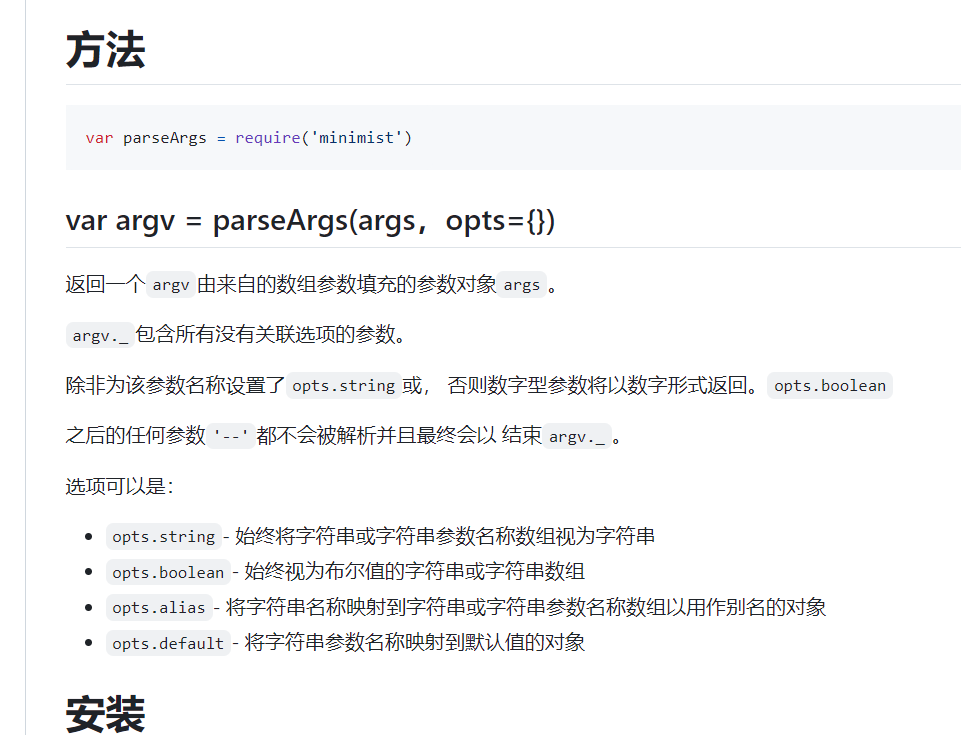 方法
var parseArgs = require('minimist')
var argv = parseArgs(args，opts={})
返回一个 argv 由来自的数组参数填充的参数对象 args 。
argv._ 包含所有没有关联选项的参数。
除非为该参数名称设置了 opts.string 或， 否则数字型参数将以数字形式返回。 opts.boolean
之后的任何参数 '--' 都不会被解析并且最终会以 结束 argv._ 。
选项可以是：
• opts.string - 始终将字符串或字符串参数名称数组视为字符串
• opts.boolean - 始终视为布尔值的字符串或字符串数组
• opts.alias - 将字符串名称映射到字符串或字符串参数名称数组以用作别名的对象
• opts.default - 将字符串参数名称映射到默认值的对象
安装